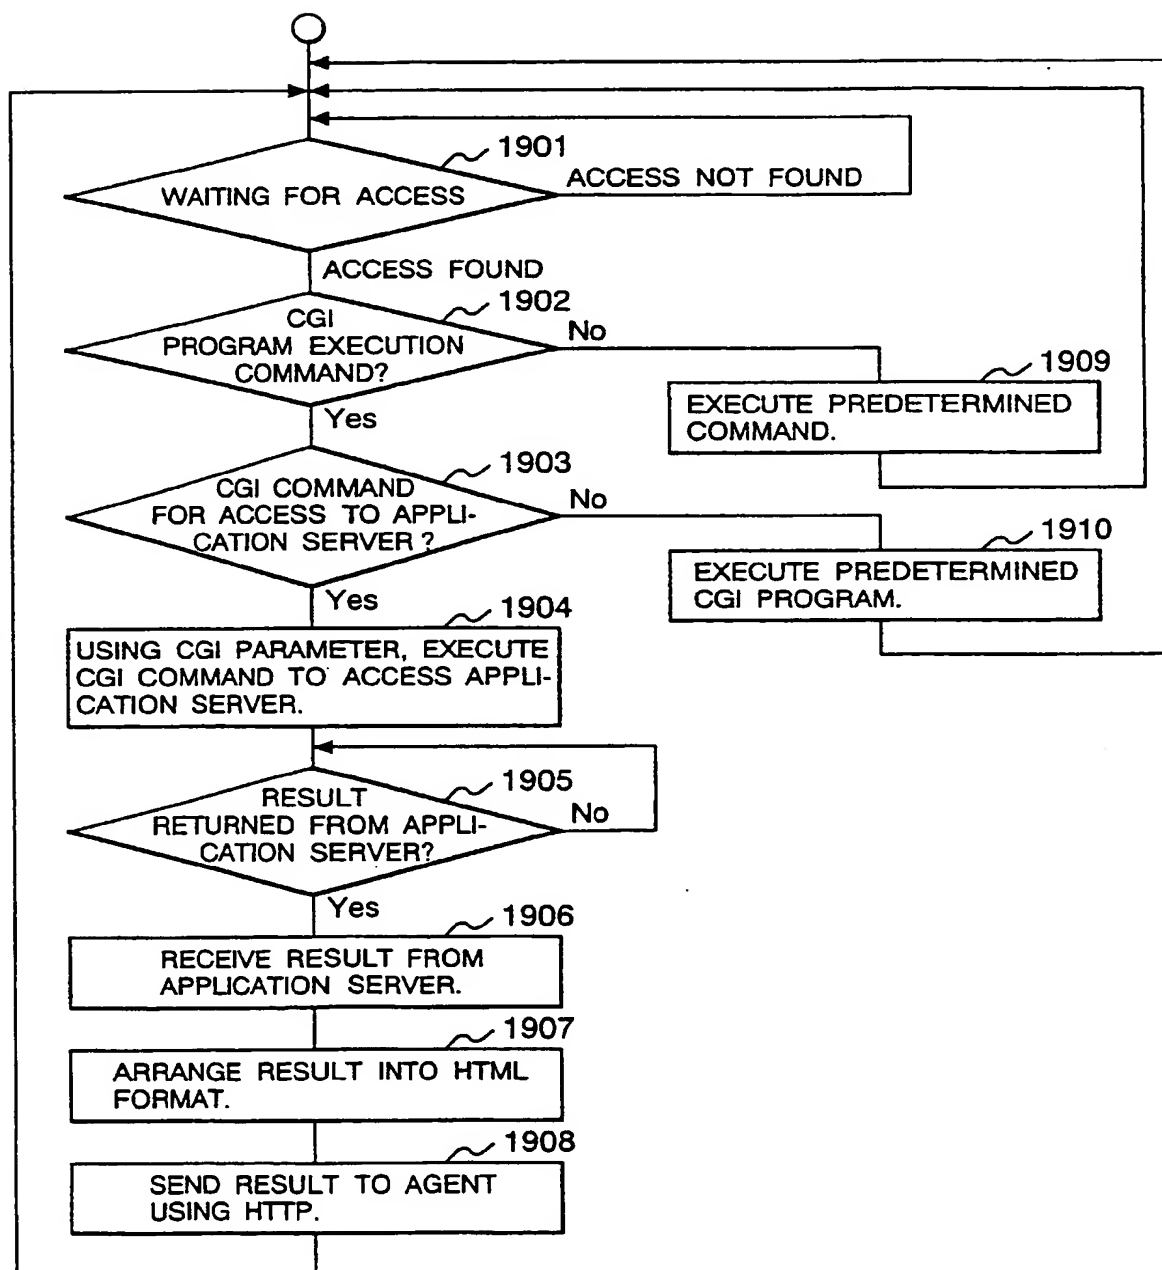 1901
WAITING FOR ACCESS
ACCESS NOT FOUND
ACCESS FOUND
1902
CGI
PROGRAM EXECUTION
COMMAND?
No
Yes
1909
EXECUTE PREDETERMINED
COMMAND.
1903
CGI COMMAND
FOR ACCESS TO APPLI-
CATION SERVER ?
No
Yes
1910
EXECUTE PREDETERMINED
CGI PROGRAM.
1904
USING CGI PARAMETER, EXECUTE
CGI COMMAND TO ACCESS APPLI-
CATION SERVER.
1905
RESULT
RETURNED FROM APPLI-
CATION SERVER?
No
Yes
1906
RECEIVE RESULT FROM
APPLICATION SERVER.
1907
ARRANGE RESULT INTO HTML
FORMAT.
1908
SEND RESULT TO AGENT
USING HTTP.